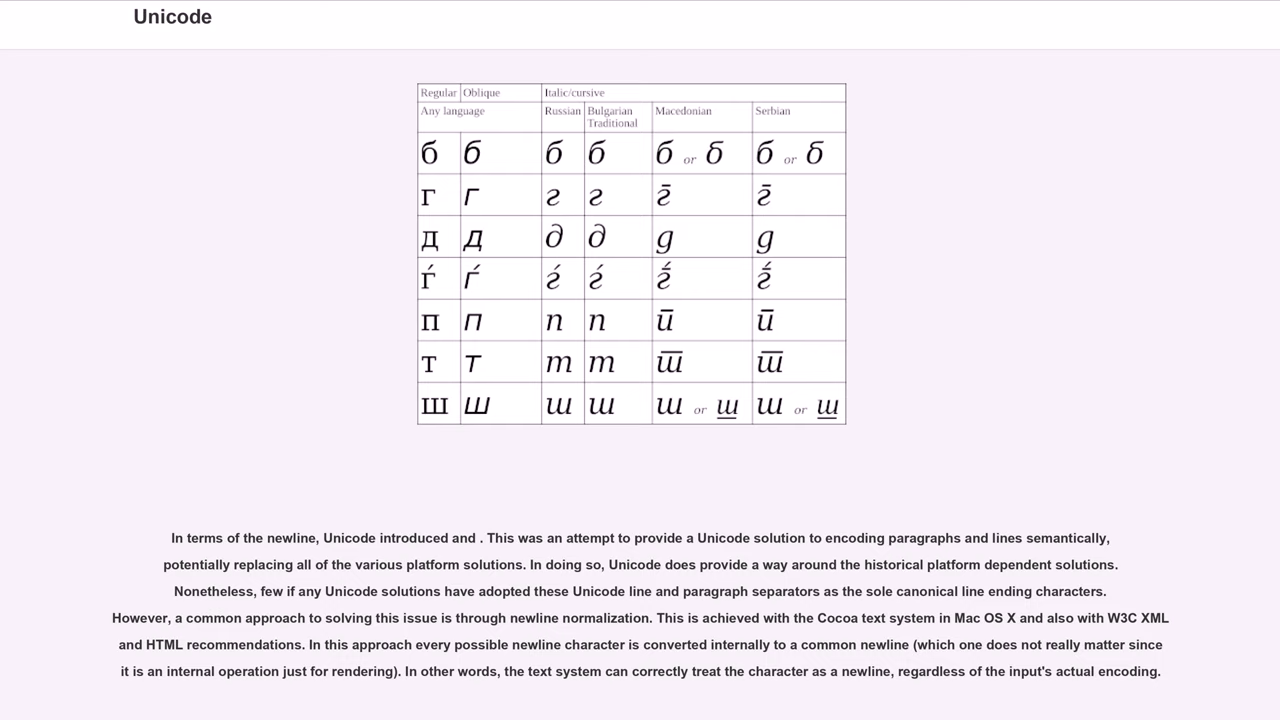 Unicode
Regular Oblique Italic/cursive
Any language Russian Bulgarian Traditional Macedonian Serbian
б б б б б or б б or б
г г г г г̄ г̄
д д д д g g
ѓ ѓ ѓ ѓ ѓ̄ ѓ̄
п п п п п̄ п̄
т т т т ш̄ ш̄
ш ш ш ш ш or ш̲ ш or ш̲
In terms of the newline, Unicode introduced and . This was an attempt to provide a Unicode solution to encoding paragraphs and lines semantically,
potentially replacing all of the various platform solutions. In doing so, Unicode does provide a way around the historical platform dependent solutions.
Nonetheless, few if any Unicode solutions have adopted these Unicode line and paragraph separators as the sole canonical line ending characters.
However, a common approach to solving this issue is through newline normalization. This is achieved with the Cocoa text system in Mac OS X and also with W3C XML
and HTML recommendations. In this approach every possible newline character is converted internally to a common newline (which one does not really matter since
it is an internal operation just for rendering). In other words, the text system can correctly treat the character as a newline, regardless of the input's actual encoding.